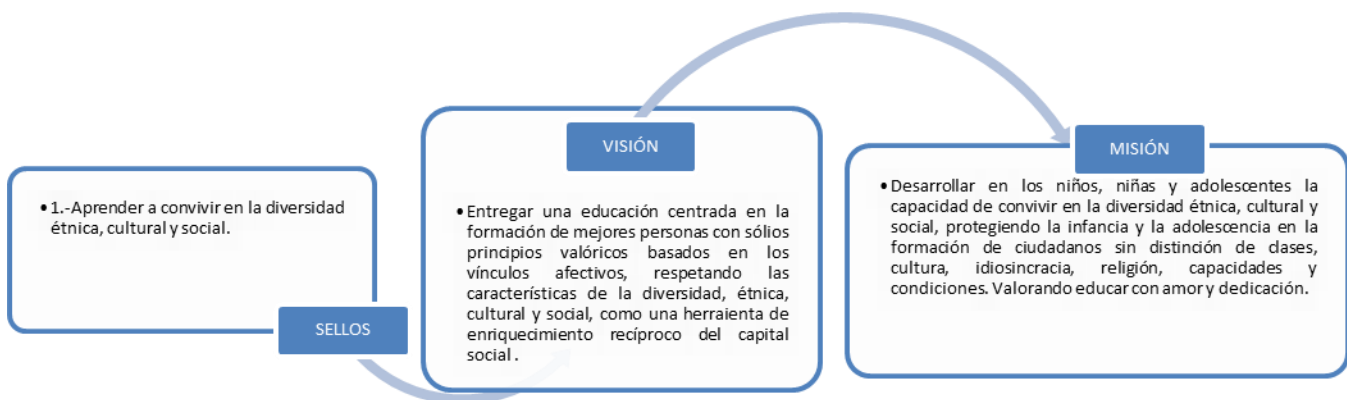 •1.-Aprender a convivir en la diversidad
étnica, cultural y social.
SELLOS
VISIÓN
•Entregar una educación centrada en la
formación de mejores personas con sólios
principios valóricos basados en los
vínculos afectivos, respetando las
características de la diversidad, étnica,
cultural y social, como una herraienta de
enriquecimiento recíproco del capital
social .
MISIÓN
•Desarrollar en los niños, niñas y adolescentes la
capacidad de convivir en la diversidad étnica, cultural y
social, protegiendo la infancia y la adolescencia en la
formación de ciudadanos sin distinción de clases,
cultura, idiosincracia, religión, capacidades y
condiciones. Valorando educar con amor y dedicación.